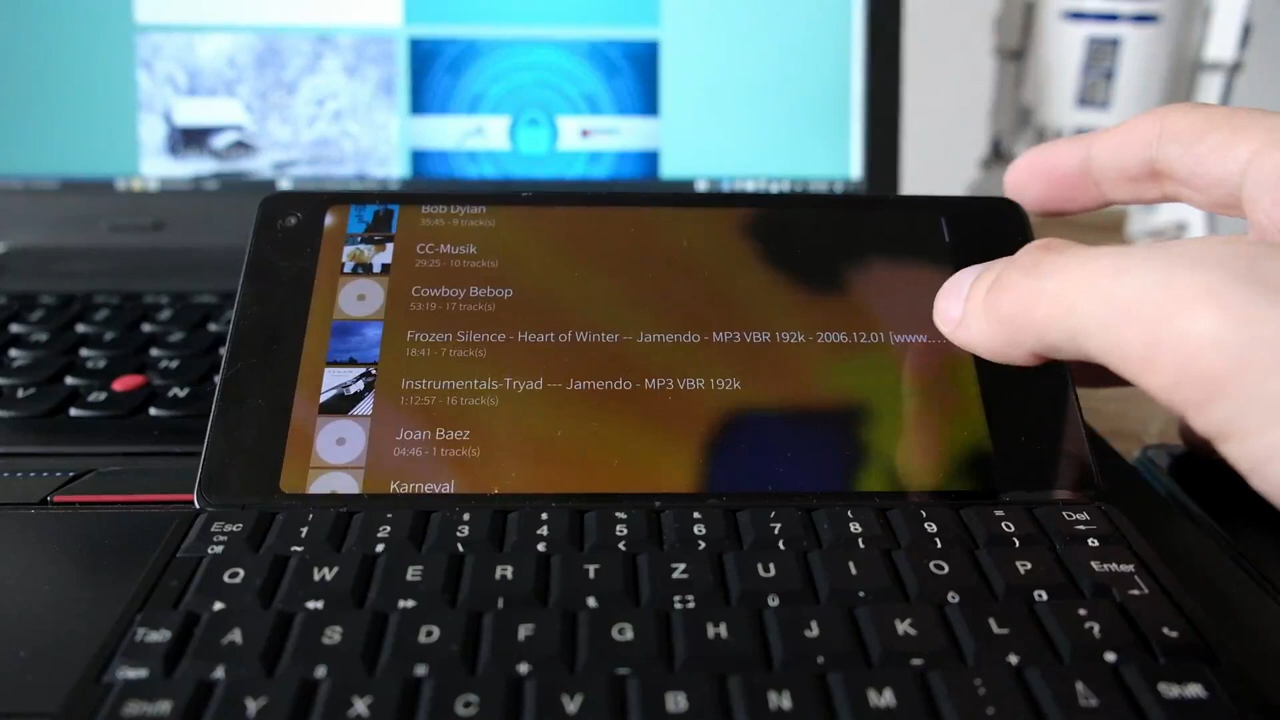 Bob Dylan
35:45 - 9 track(s)
CC-Musik
29:25 - 10 track(s)
Cowboy Bebop
53:19 - 17 track(s)
Frozen Silence - Heart of Winter -- Jamendo - MP3 VBR 192k - 2006.12.01 [www....
18:41 - 7 track(s)
Instrumentals-Tryad --- Jamendo - MP3 VBR 192k
1:12:57 - 16 track(s)
Joan Baez
04:46 - 1 track(s)
Karneval
V B N
Esc 1 2 3 4 5 6 7 8 9 0 Del
On
Off ~ # \ € < > { [ ] }
Q W E R T Z U I O P Enter
Tab A S D F G H J K L ?
Shift Y X C V B N M Shift